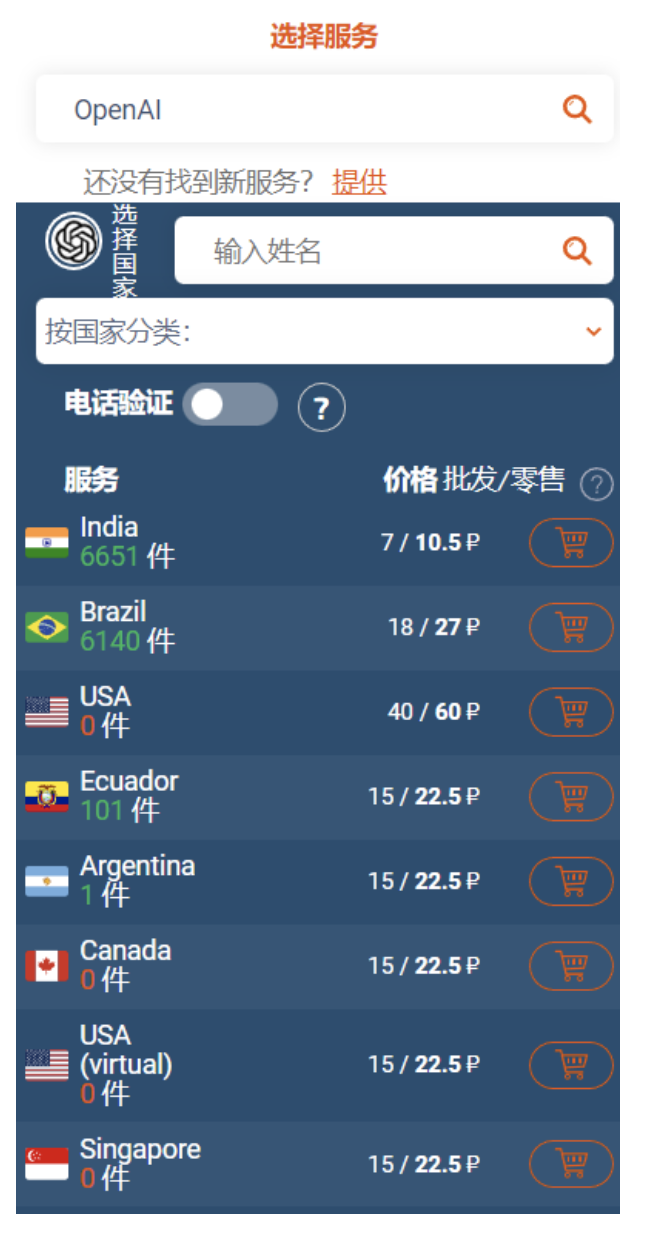 选择服务
OpenAI
还没有找到新服务? 提供
选择国家
输入姓名
按国家分类:
电话验证 ?
服务 价格 批发/零售 ?
India
6651 件
7 / 10.5 ₽
Brazil
6140 件
18 / 27 ₽
USA
0 件
40 / 60 ₽
Ecuador
101 件
15 / 22.5 ₽
Argentina
1 件
15 / 22.5 ₽
Canada
0 件
15 / 22.5 ₽
USA
(virtual)
0 件
15 / 22.5 ₽
Singapore
0 件
15 / 22.5 ₽